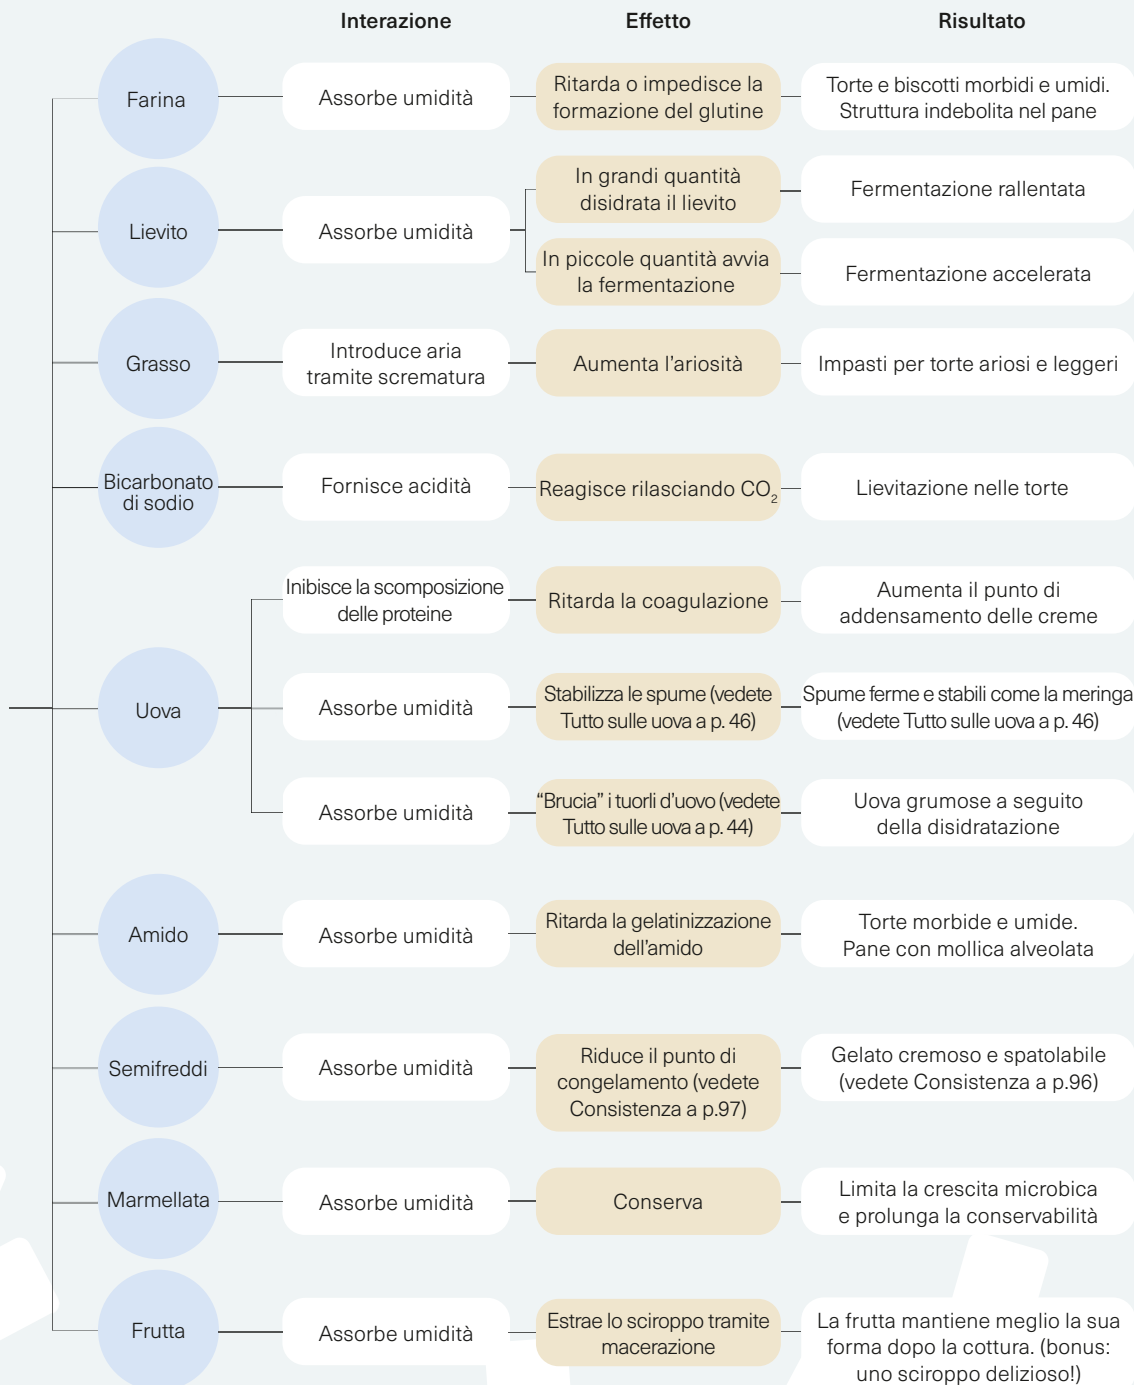 Interazione
Effetto
Risultato
Farina
Assorbe umidità
Ritarda o impedisce la
formazione del glutine
Torte e biscotti morbidi e umidi.
Struttura indebolita nel pane
Lievito
Assorbe umidità
In grandi quantità
disidrata il lievito
Fermentazione rallentata
In piccole quantità avvia
la fermentazione
Fermentazione accelerata
Grasso
Introduce aria
tramite scrematura
Aumenta l'ariosità
Impasti per torte ariosi e leggeri
Bicarbonato
di sodio
Fornisce acidità
Reagisce rilasciando CO₂
Lievitazione nelle torte
Uova
Inibisce la scomposizione
delle proteine
Ritarda la coagulazione
Aumenta il punto di
addensamento delle creme
Assorbe umidità
Stabilizza le spume (vedete
Tutto sulle uova a p. 46)
Spume ferme e stabili come la meringa
(vedete Tutto sulle uova a p. 46)
Assorbe umidità
“Brucia” i tuorli d'uovo (vedete
Tutto sulle uova a p. 44)
Uova grumose a seguito
della disidratazione
Amido
Assorbe umidità
Ritarda la gelatinizzazione
dell'amido
Torte morbide e umide.
Pane con mollica alveolata
Semifreddi
Assorbe umidità
Riduce il punto di
congelamento (vedete
Consistenza a p.97)
Gelato cremoso e spatolabile
(vedete Consistenza a p.96)
Marmellata
Assorbe umidità
Conserva
Limita la crescita microbica
e prolunga la conservabilità
Frutta
Assorbe umidità
Estrae lo sciroppo tramite
macerazione
La frutta mantiene meglio la sua
forma dopo la cottura. (bonus:
uno sciroppo delizioso!)